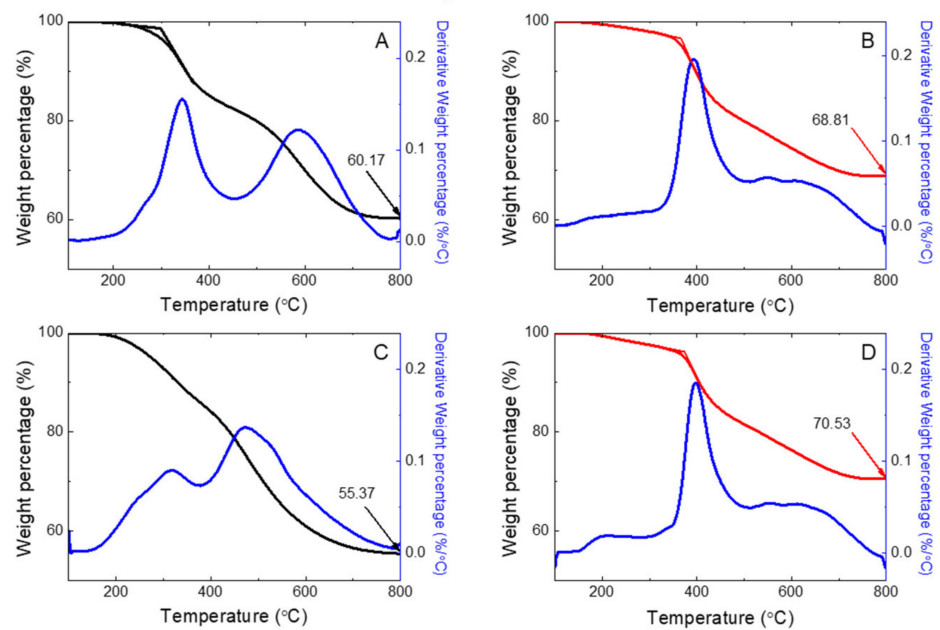 A
Weight percentage (%)
100
80
60
60.17
0.2
0.1
0.0
Derivative Weight percentage (%/°C)
200
400
600
800
Temperature (°C)
B
Weight percentage (%)
100
80
60
68.81
0.2
0.1
0.0
Derivative Weight percentage (%/°C)
200
400
600
800
Temperature (°C)
C
Weight percentage (%)
100
80
60
55.37
0.2
0.1
0.0
Derivative Weight percentage (%/°C)
200
400
600
800
Temperature (°C)
D
Weight percentage (%)
100
80
60
70.53
0.2
0.1
0.0
Derivative Weight percentage (%/°C)
200
400
600
800
Temperature (°C)